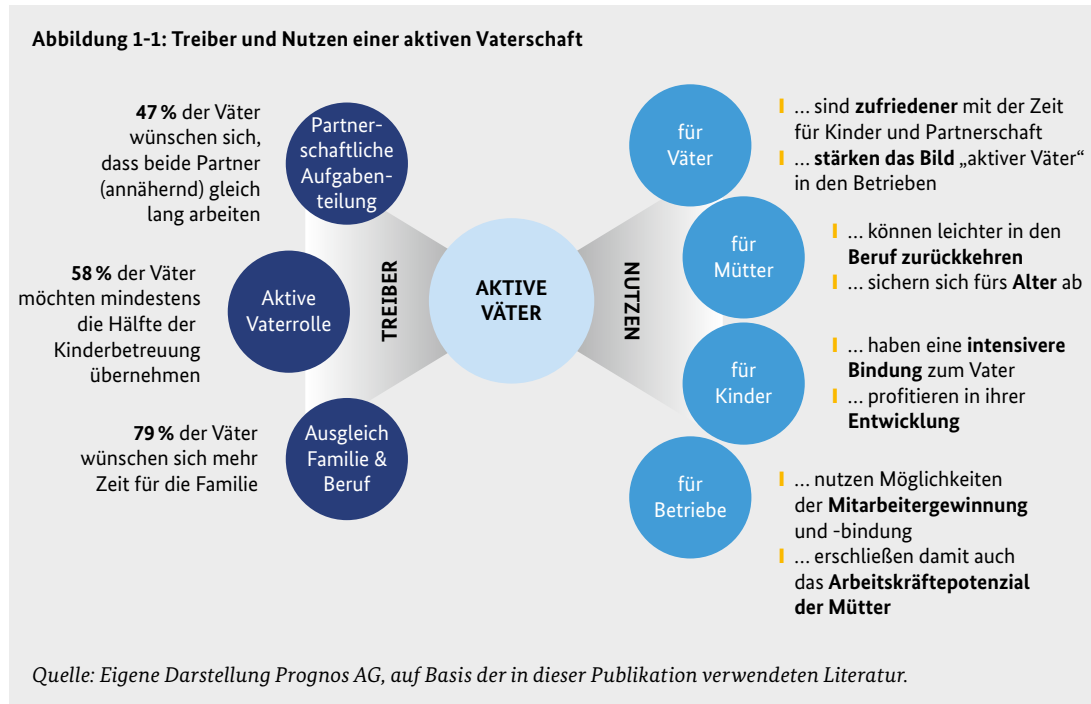 Abbildung 1-1: Treiber und Nutzen einer aktiven Vaterschaft
47 % der Väter
wünschen sich,
dass beide Partner
(annähernd) gleich
lang arbeiten
Partner-
schaftliche
Aufgaben-
teilung
58 % der Väter
möchten mindestens
die Hälfte der
Kinderbetreuung
übernehmen
Aktive
Vaterrolle
79 % der Väter
wünschen sich mehr
Zeit für die Familie
Ausgleich
Familie &
Beruf
TREIBER
AKTIVE
VÄTER
NUTZEN
für
Väter
... sind zufriedener mit der Zeit
für Kinder und Partnerschaft
... stärken das Bild „aktiver Väter“
in den Betrieben
für
Mütter
... können leichter in den
Beruf zurückkehren
... sichern sich fürs Alter ab
für
Kinder
... haben eine intensivere
Bindung zum Vater
... profitieren in ihrer
Entwicklung
für
Betriebe
... nutzen Möglichkeiten
der Mitarbeitergewinnung
und -bindung
... erschließen damit auch
das Arbeitskräftepotenzial
der Mütter
Quelle: Eigene Darstellung Prognos AG, auf Basis der in dieser Publikation verwendeten Literatur.